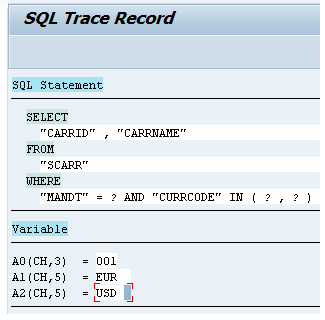 SQL Trace Record
SQL Statement
SELECT
"CARRID" , "CARRNAME"
FROM
"SCARR"
WHERE
"MANDT" = ? AND "CURRCODE" IN ( ? , ? )
Variable
A0(CH,3) = 001
A1(CH,5) = EUR
A2(CH,5) = USD